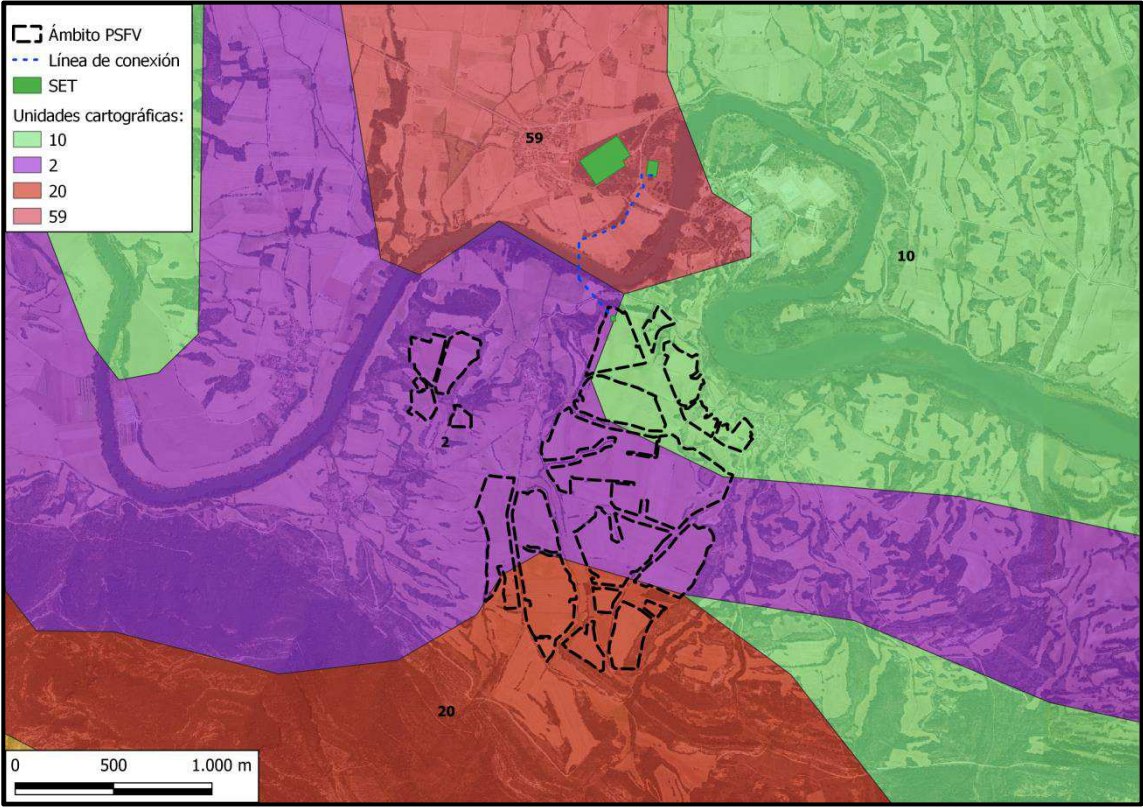 Ámbito PSFV
Línea de conexión
SET
Unidades cartográficas:
10
2
20
59
59
10
2
20
0 500 1.000 m